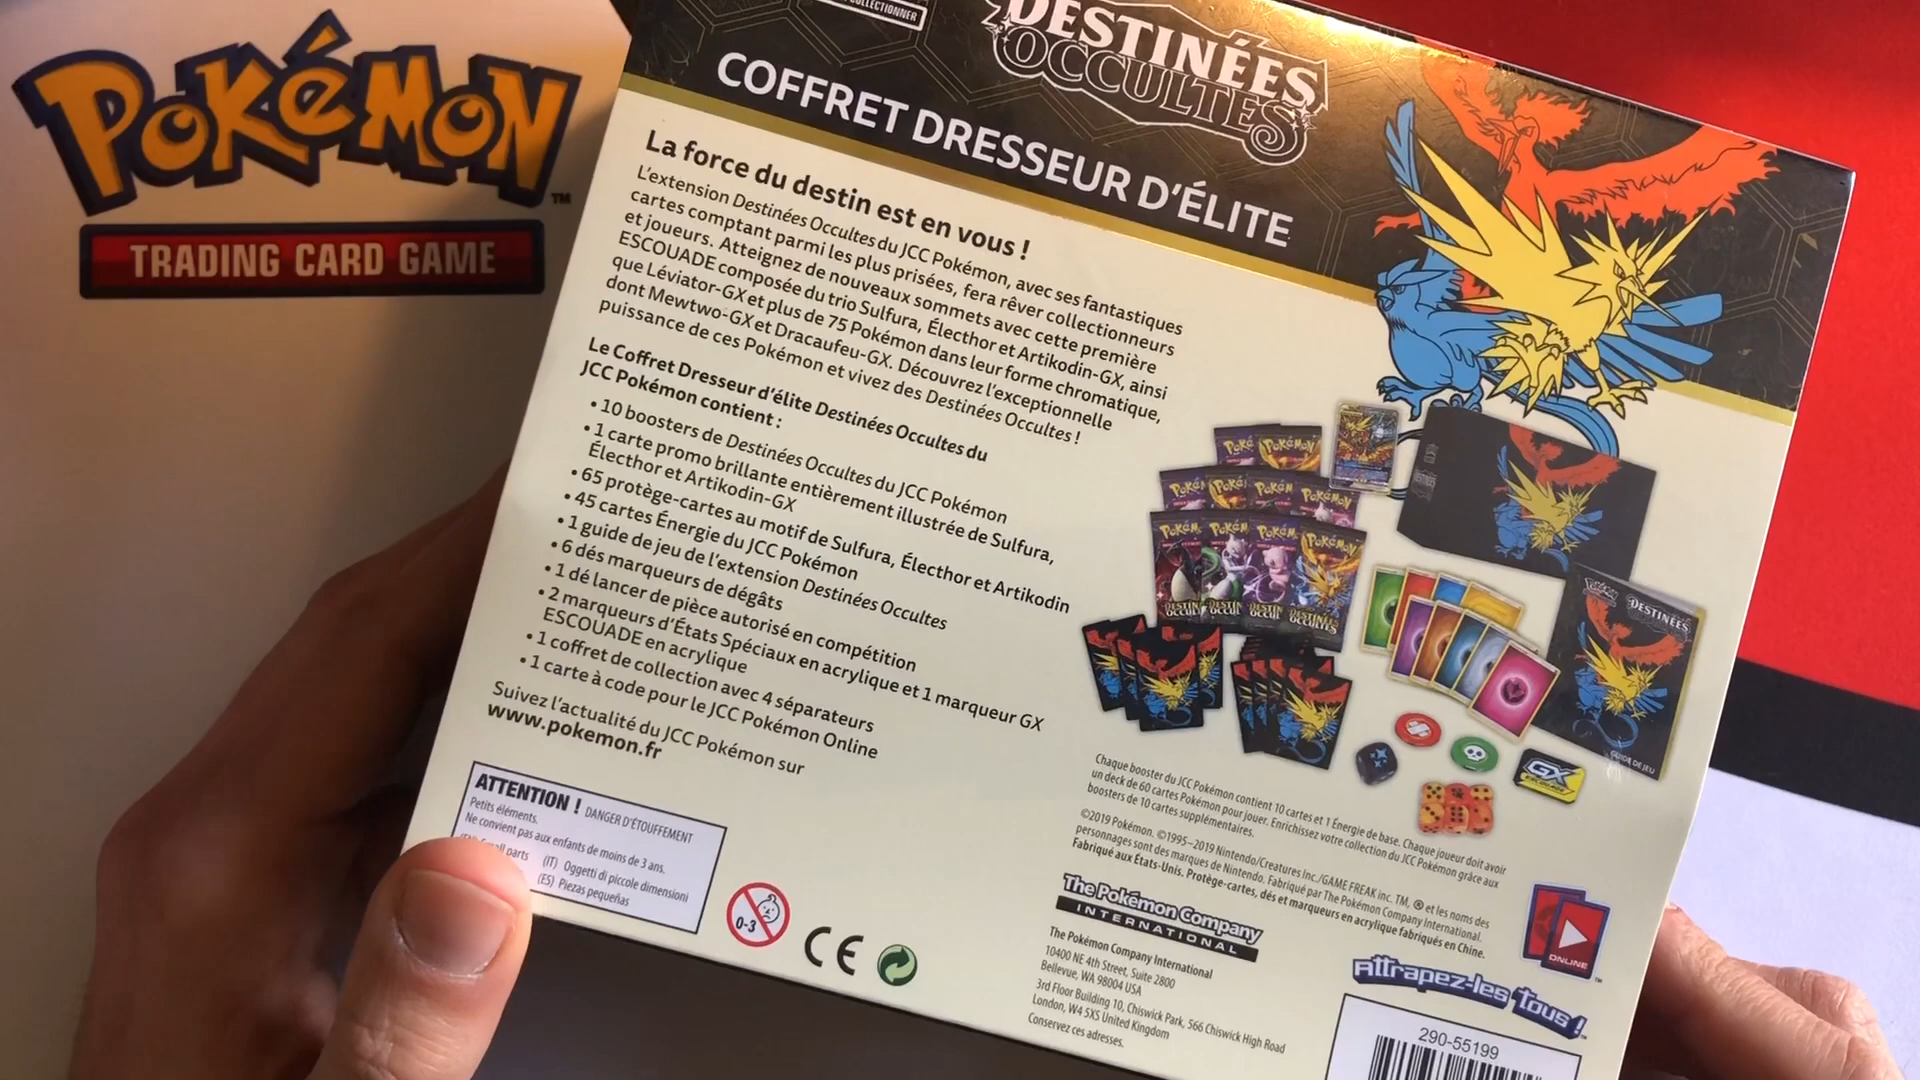 POKÉMON™
TRADING CARD GAME
COLLECTIONNER
DESTINÉES
OCCULTES
COFFRET DRESSEUR D'ÉLITE
La force du destin est en vous !
L'extension Destinées Occultes du JCC Pokémon, avec ses fantastiques
cartes comptant parmi les plus prisées, fera rêver collectionneurs
et joueurs. Atteignez de nouveaux sommets avec cette première
ESCOUADE composée du trio Sulfura, Électhor et Artikodin-GX, ainsi
que Léviator-GX et plus de 75 Pokémon dans leur forme chromatique,
dont Mewtwo-GX et Dracaufeu-GX. Découvrez l'exceptionnelle
puissance de ces Pokémon et vivez des Destinées Occultes !
Le Coffret Dresseur d'élite Destinées Occultes du
JCC Pokémon contient :
• 10 boosters de Destinées Occultes du JCC Pokémon
• 1 carte promo brillante entièrement illustrée de Sulfura,
Électhor et Artikodin-GX
• 65 protège-cartes au motif de Sulfura, Électhor et Artikodin
• 45 cartes Énergie du JCC Pokémon
• 1 guide de jeu de l'extension Destinées Occultes
• 6 dés marqueurs de dégâts
• 1 dé lancer de pièce autorisé en compétition
• 2 marqueurs d'États Spéciaux en acrylique et 1 marqueur GX
ESCOUADE en acrylique
• 1 coffret de collection avec 4 séparateurs
• 1 carte à code pour le JCC Pokémon Online
Suivez l'actualité du JCC Pokémon sur
www.pokemon.fr
ATTENTION ! DANGER D'ÉTOUFFEMENT
Petits éléments.
Ne convient pas aux enfants de moins de 3 ans.
parts (IT) Oggetti di piccole dimensioni
(ES) Piezas pequeñas
0-3
CE
Pokémon
DESTINÉES
OCCULTES
DESTINÉES
GUIDE DE JEU
GX
ESCOUADE
Chaque booster du JCC Pokémon contient 10 cartes et 1 Énergie de base. Chaque joueur doit avoir
un deck de 60 cartes Pokémon pour jouer. Enrichissez votre collection du JCC Pokémon grâce aux
boosters de 10 cartes supplémentaires.
©2019 Pokémon. ©1995–2019 Nintendo/Creatures Inc./GAME FREAK inc. TM, ® et les noms des
personnages sont des marques de Nintendo. Fabriqué par The Pokémon Company International.
Fabriqué aux États-Unis. Protège-cartes, dés et marqueurs en acrylique fabriqués en Chine.
The Pokémon Company
INTERNATIONAL
The Pokémon Company International
10400 NE 4th Street, Suite 2800
Bellevue, WA 98004 USA
3rd Floor Building 10, Chiswick Park, 566 Chiswick High Road
London, W4 5XS United Kingdom
Conservez ces adresses.
ONLINE™
Attrapez-les Tous !
290-55199